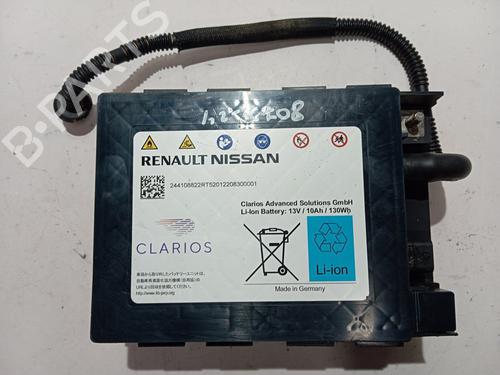 B-PARTS
RENAULT NISSAN
244108822RT52012208300001
Clarios Advanced Solutions GmbH
Li-Ion Battery: 13V / 10Ah / 130Wh
CLARIOS
Li-ion
Made in Germany